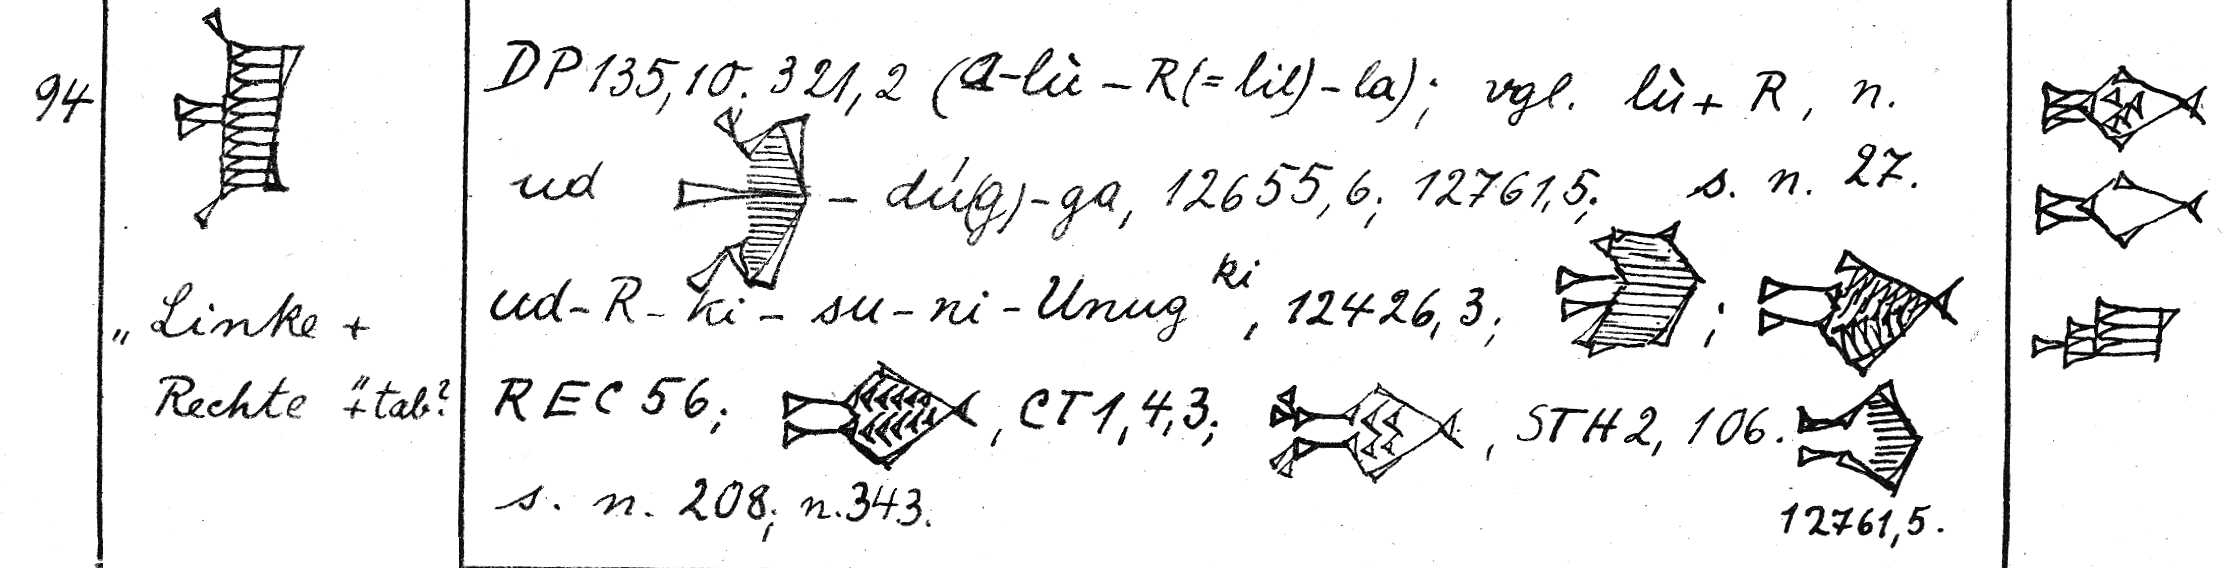 94
DP 135,10. 321,2 (a-lù-R(=lil)-la); vgl. lù+R, n.
ud -dú(g)-ga, 12655,6; 12761,5; s. n. 27.
ud-R-ki-su-ni-Unug ki, 12426,3; ;
„Linke +
Rechte“ +tab?
REC 56; , CT 1,4,3; , STH 2, 106.
s. n. 208; n. 343.
12761,5.